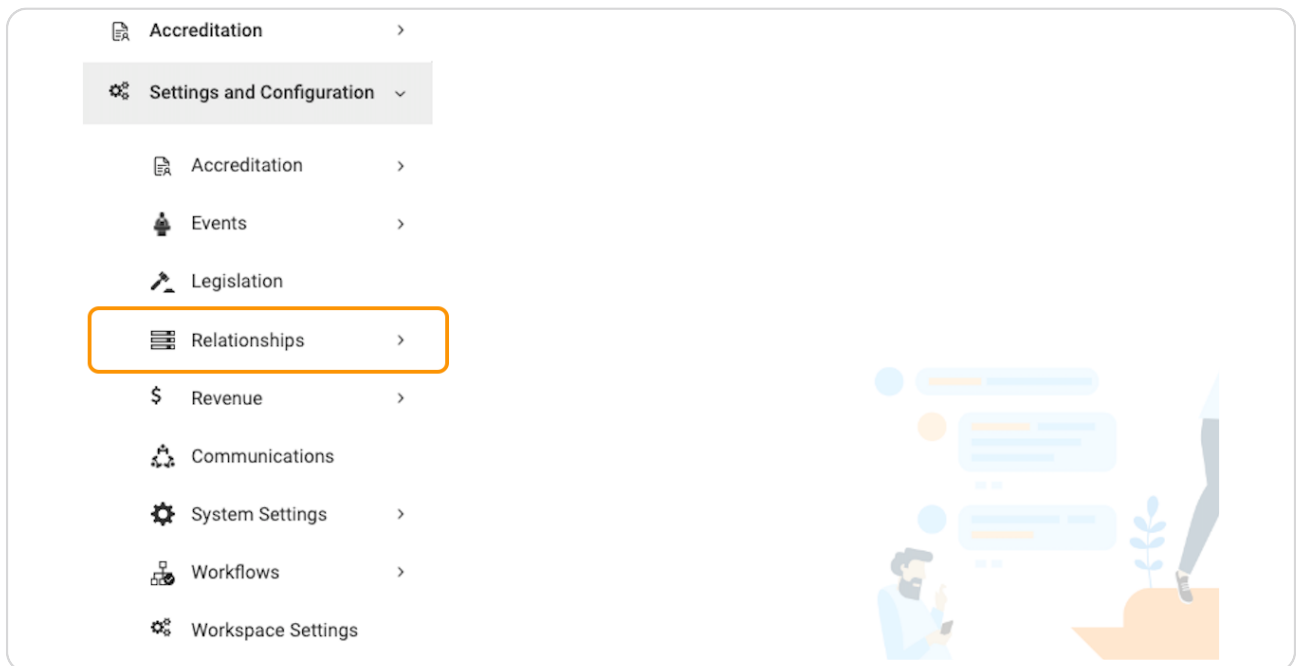 Accreditation
Settings and Configuration
Accreditation
Events
Legislation
Relationships
$ Revenue
Communications
System Settings
Workflows
Workspace Settings